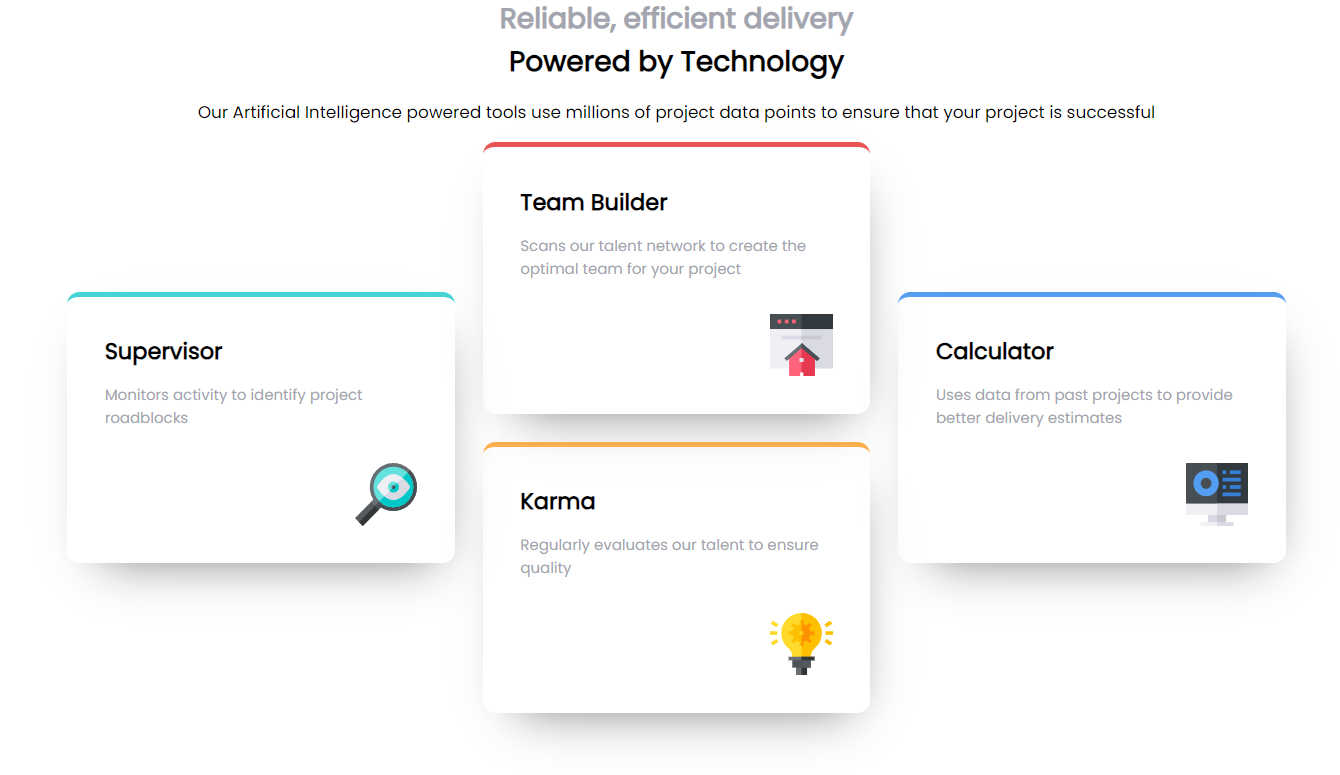 Reliable, efficient delivery
Powered by Technology
Our Artificial Intelligence powered tools use millions of project data points to ensure that your project is successful
Supervisor
Monitors activity to identify project
roadblocks
Team Builder
Scans our talent network to create the
optimal team for your project
Karma
Regularly evaluates our talent to ensure
quality
Calculator
Uses data from past projects to provide
better delivery estimates